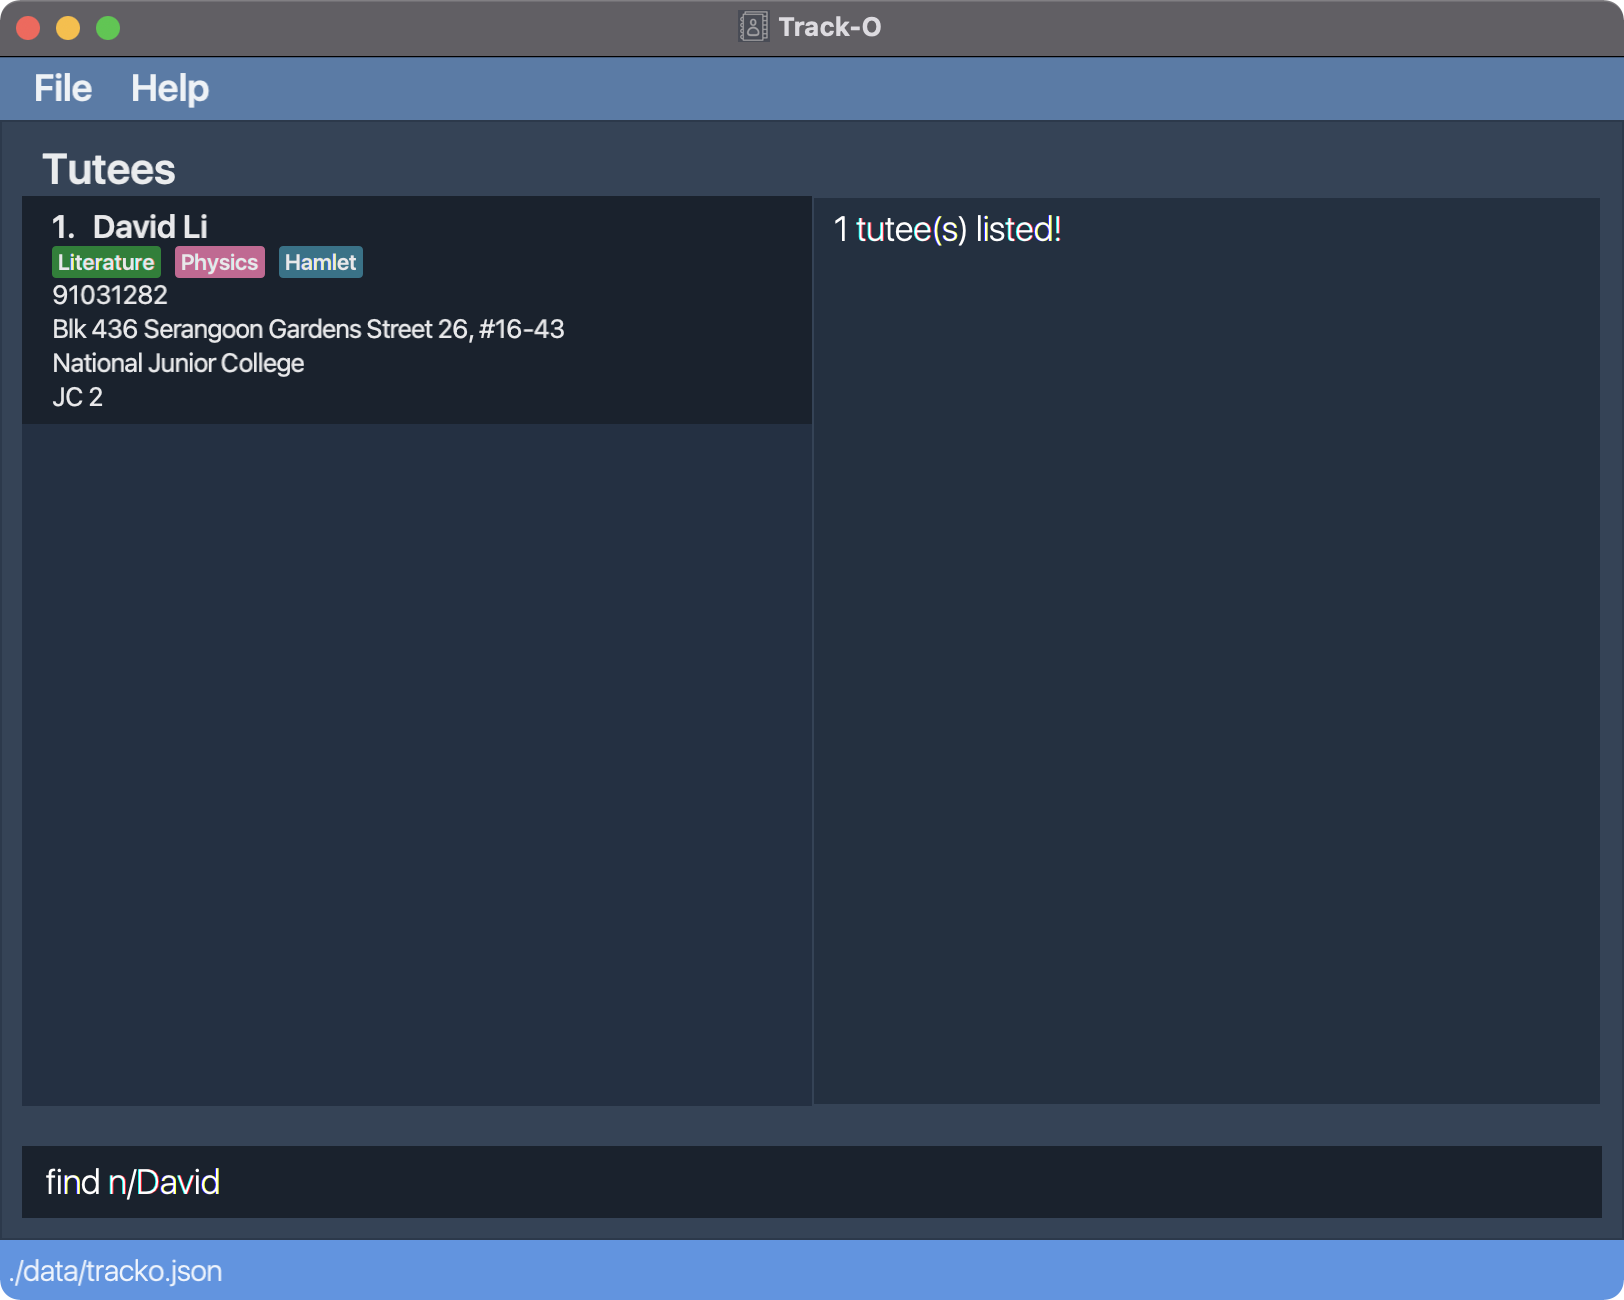 Track-O
File Help
Tutees
1. David Li
Literature Physics Hamlet
91031282
Blk 436 Serangoon Gardens Street 26, #16-43
National Junior College
JC 2
1 tutee(s) listed!
find n/David
./data/tracko.json